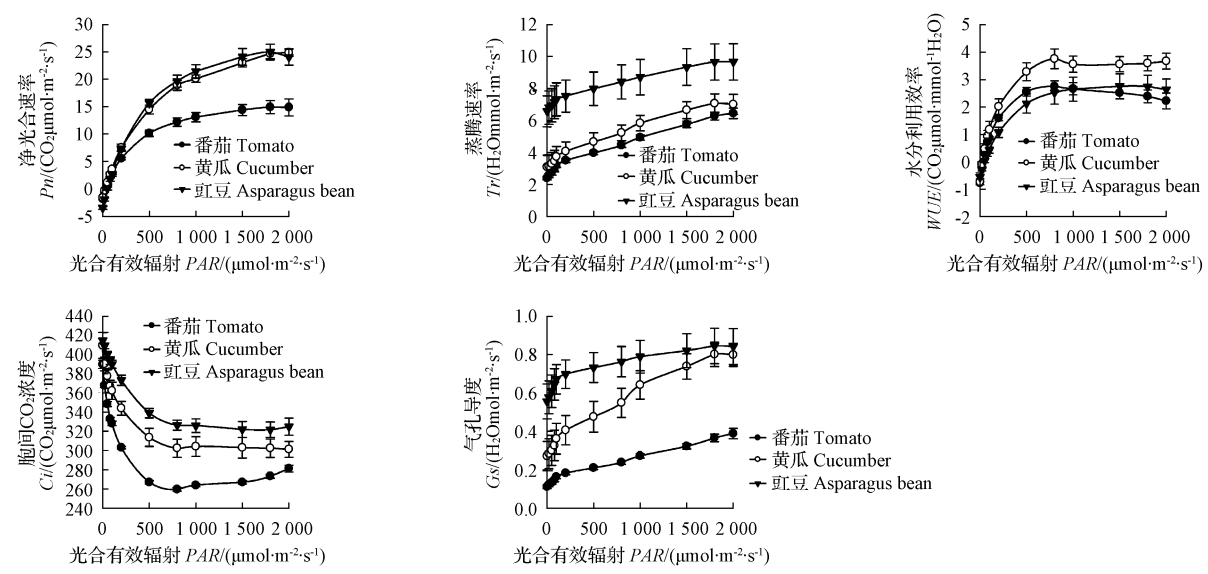 净光合速率
Pn/(CO₂μmol·m⁻²·s⁻¹)
30
25
20
15
10
5
0
-5
番茄 Tomato
黄瓜 Cucumber
豇豆 Asparagus bean
0 500 1 000 1 500 2 000
光合有效辐射 PAR/(μmol·m⁻²·s⁻¹)
蒸腾速率
Tr/(H₂Ommol·m⁻²·s⁻¹)
12
10
8
6
4
2
0
番茄 Tomato
黄瓜 Cucumber
豇豆 Asparagus bean
0 500 1 000 1 500 2 000
光合有效辐射 PAR/(μmol·m⁻²·s⁻¹)
水分利用效率
WUE/(CO₂μmol·mmol⁻¹H₂O)
5
4
3
2
1
0
-1
-2
番茄 Tomato
黄瓜 Cucumber
豇豆 Asparagus bean
0 500 1 000 1 500 2 000
光合有效辐射 PAR/(μmol·m⁻²·s⁻¹)
胞间CO₂浓度
Ci/(CO₂μmol·m⁻²·s⁻¹)
440
420
400
380
360
340
320
300
280
260
240
番茄 Tomato
黄瓜 Cucumber
豇豆 Asparagus bean
0 500 1 000 1 500 2 000
光合有效辐射 PAR/(μmol·m⁻²·s⁻¹)
气孔导度
Gs/(H₂Omol·m⁻²·s⁻¹)
1.0
0.8
0.6
0.4
0.2
0.0
番茄 Tomato
黄瓜 Cucumber
豇豆 Asparagus bean
0 500 1 000 1 500 2 000
光合有效辐射 PAR/(μmol·m⁻²·s⁻¹)